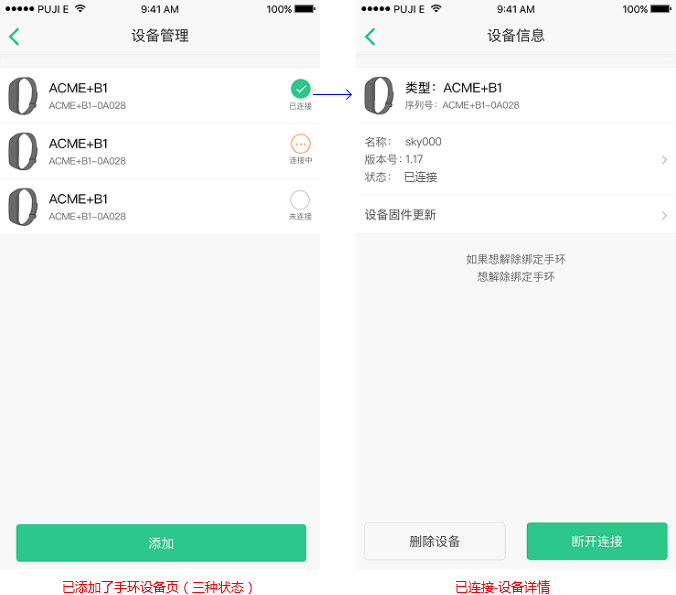 PUJI E 9:41 AM 100%
设备管理
ACME+B1
ACME+B1-0A028
已连接
ACME+B1
ACME+B1-0A028
连接中
ACME+B1
ACME+B1-0A028
未连接
添加
已添加了手环设备页（三种状态）
PUJI E 9:41 AM 100%
设备信息
类型：ACME+B1
序列号：ACME+B1-0A028
名称： sky000
版本号：1.17
状态： 已连接
设备固件更新
如果想解除绑定手环
想解除绑定手环
删除设备
断开连接
已连接-设备详情